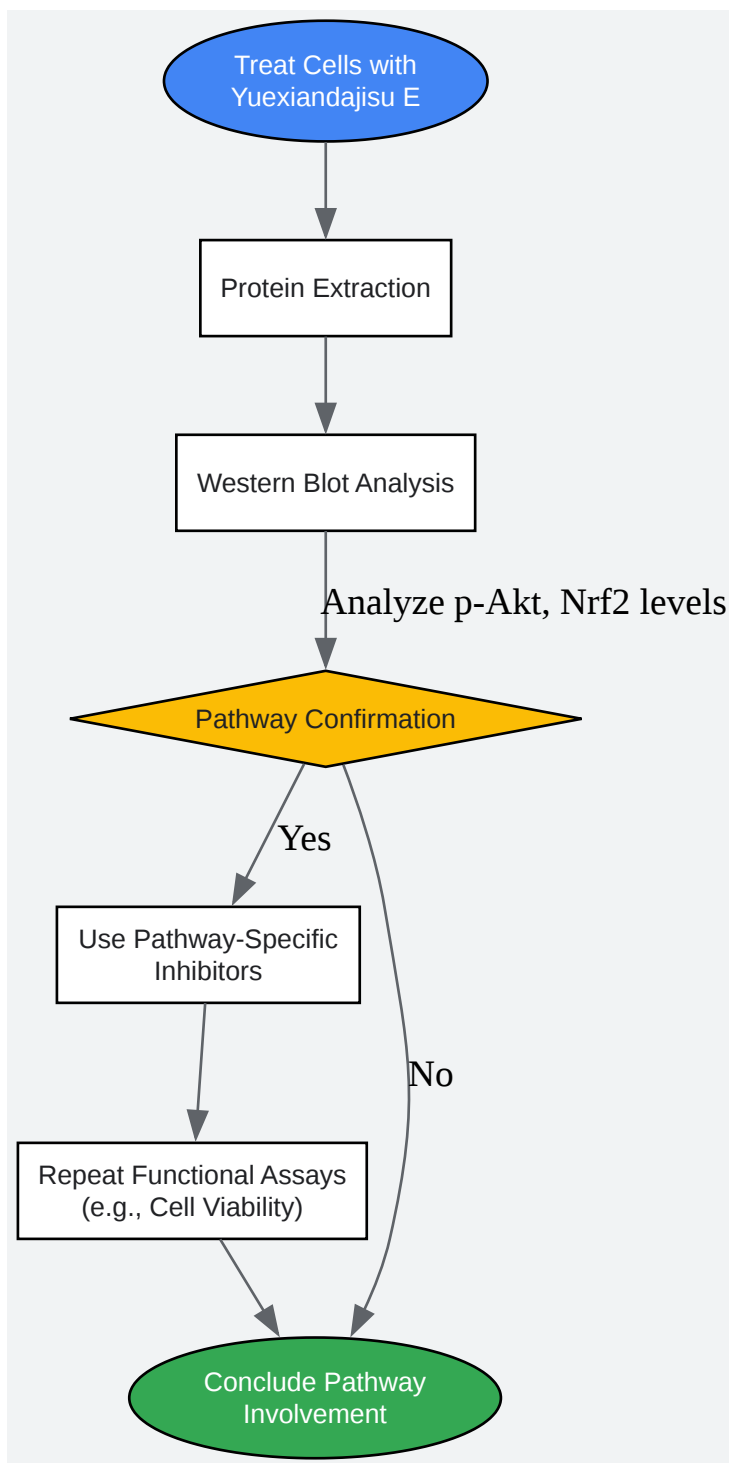 Treat Cells with
Yuexiandajisu E
Protein Extraction
Western Blot Analysis
Analyze p-Akt, Nrf2 levels
Pathway Confirmation
Yes
Use Pathway-Specific
Inhibitors
No
Repeat Functional Assays
(e.g., Cell Viability)
Conclude Pathway
Involvement